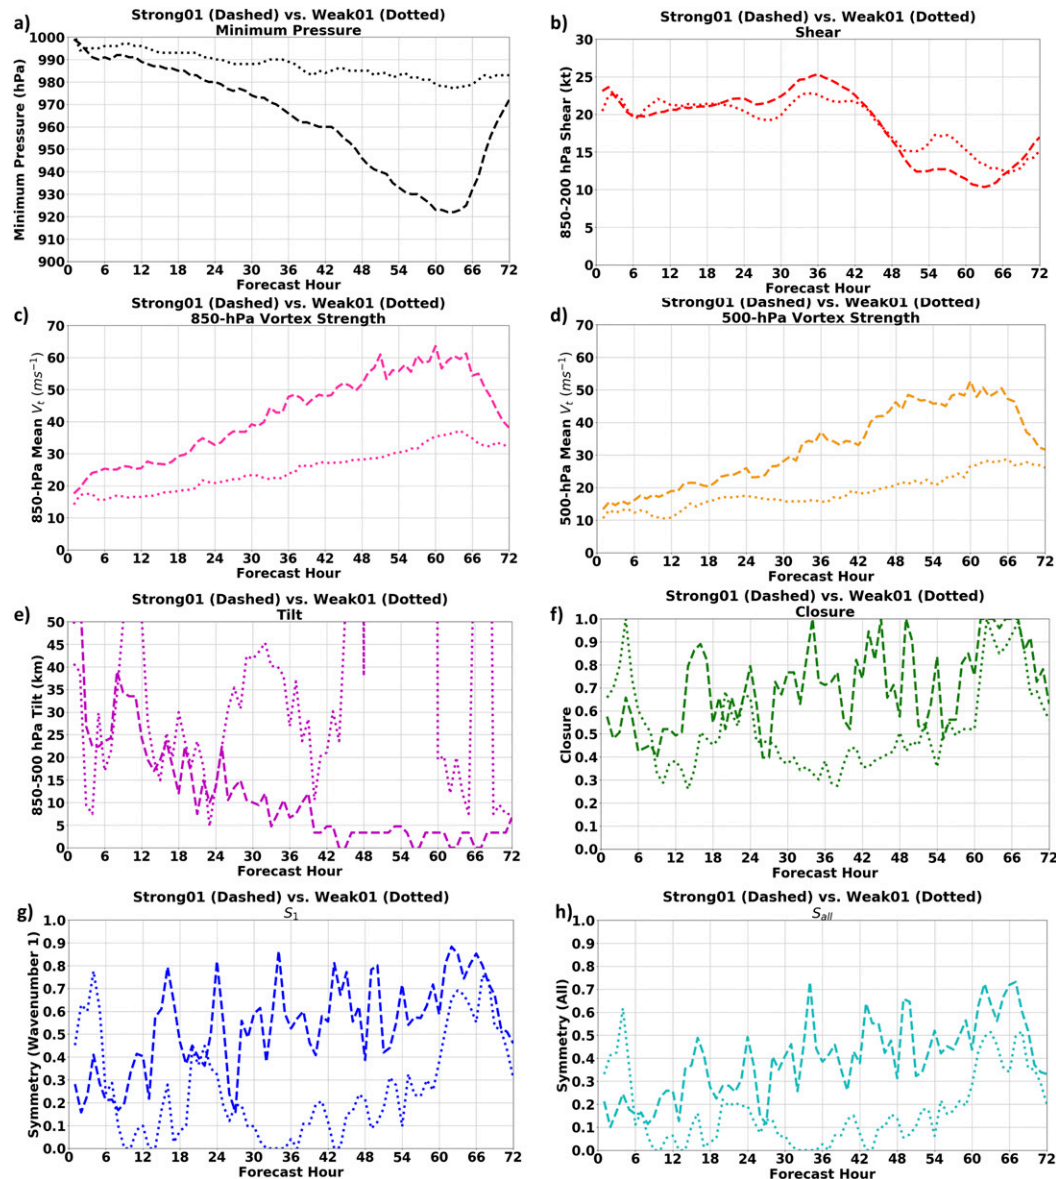 a) Strong01 (Dashed) vs. Weak01 (Dotted)
Minimum Pressure
1000
990
980
970
960
950
940
930
920
910
900
Minimum Pressure (hPa)
0 6 12 18 24 30 36 42 48 54 60 66 72
Forecast Hour
b) Strong01 (Dashed) vs. Weak01 (Dotted)
Shear
30
25
20
15
10
5
0
850-200 hPa Shear (kt)
0 6 12 18 24 30 36 42 48 54 60 66 72
Forecast Hour
c) Strong01 (Dashed) vs. Weak01 (Dotted)
850-hPa Vortex Strength
70
60
50
40
30
20
10
0
850-hPa Mean V_t (ms⁻¹)
0 6 12 18 24 30 36 42 48 54 60 66 72
Forecast Hour
d) Strong01 (Dashed) vs. Weak01 (Dotted)
500-hPa Vortex Strength
70
60
50
40
30
20
10
0
500-hPa Mean V_t (ms⁻¹)
0 6 12 18 24 30 36 42 48 54 60 66 72
Forecast Hour
e) Strong01 (Dashed) vs. Weak01 (Dotted)
Tilt
50
45
40
35
30
25
20
15
10
5
0
850-500 hPa Tilt (km)
0 6 12 18 24 30 36 42 48 54 60 66 72
Forecast Hour
f) Strong01 (Dashed) vs. Weak01 (Dotted)
Closure
1.0
0.9
0.8
0.7
0.6
0.5
0.4
0.3
0.2
0.1
0.0
Closure
0 6 12 18 24 30 36 42 48 54 60 66 72
Forecast Hour
g) Strong01 (Dashed) vs. Weak01 (Dotted)
S₁
1.0
0.9
0.8
0.7
0.6
0.5
0.4
0.3
0.2
0.1
0.0
Symmetry (Wavenumber 1)
0 6 12 18 24 30 36 42 48 54 60 66 72
Forecast Hour
h) Strong01 (Dashed) vs. Weak01 (Dotted)
S_all
1.0
0.9
0.8
0.7
0.6
0.5
0.4
0.3
0.2
0.1
0.0
Symmetry (All)
0 6 12 18 24 30 36 42 48 54 60 66 72
Forecast Hour